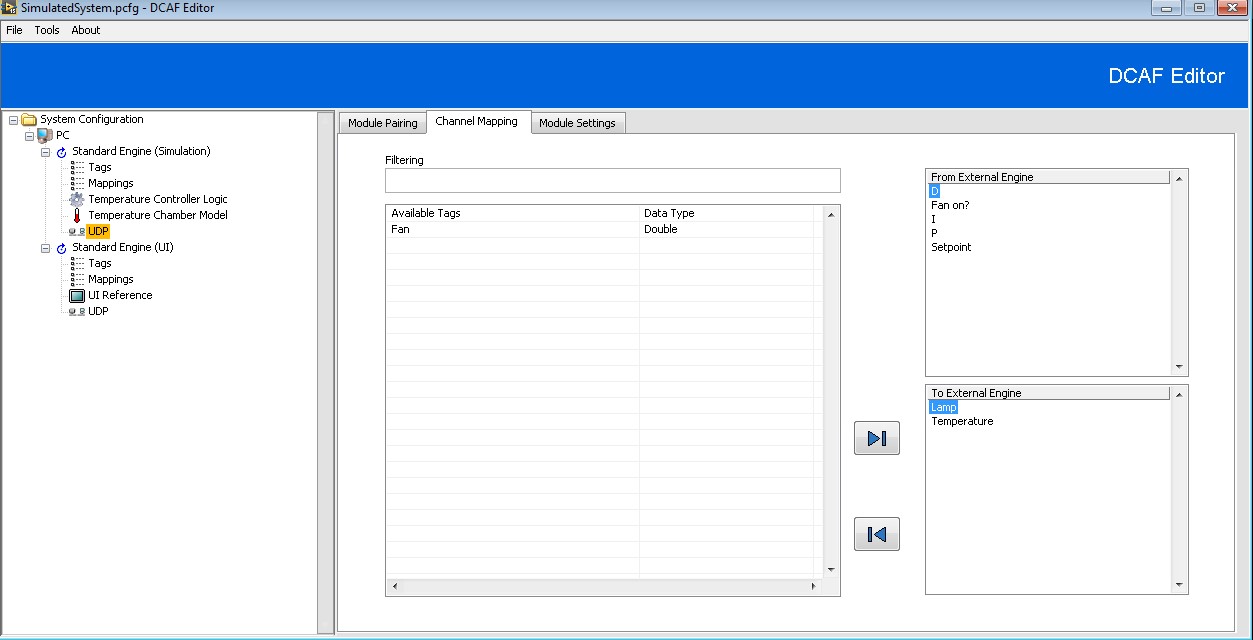 SimulatedSystem.pcfg - DCAF Editor
File Tools About
DCAF Editor
System Configuration
PC
Standard Engine (Simulation)
Tags
Mappings
Temperature Controller Logic
Temperature Chamber Model
UDP
Standard Engine (UI)
Tags
Mappings
UI Reference
UDP
Module Pairing Channel Mapping Module Settings
Filtering
Available Tags Data Type
Fan Double
From External Engine
D
Fan on?
I
P
Setpoint
To External Engine
Lamp
Temperature